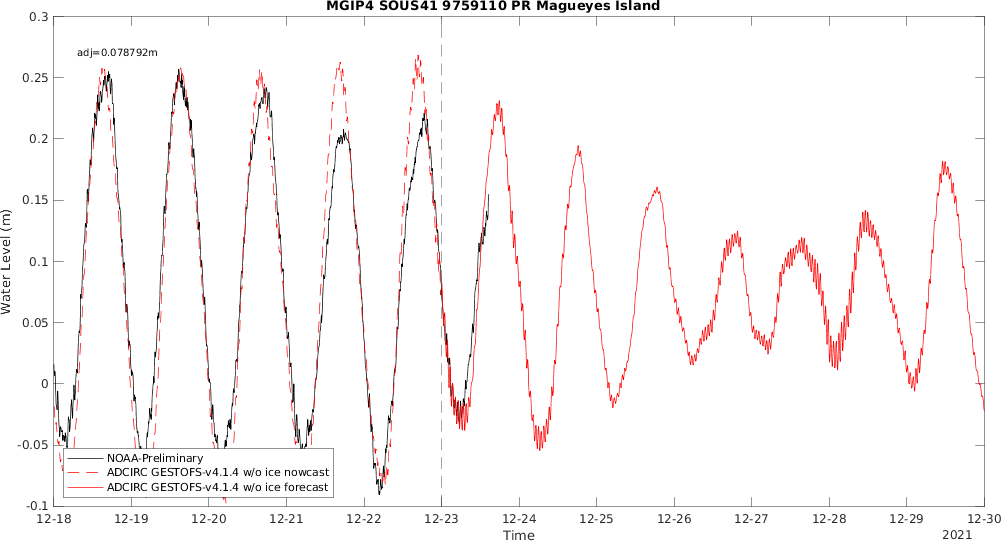 MGIP4 SOUS41 9759110 PR Magueyes Island
0.3
adj=0.078792m
0.25
0.2
0.15
0.1
0.05
0
-0.05
-0.1
Water Level (m)
NOAA-Preliminary
ADCIRC GESTOFS-v4.1.4 w/o ice nowcast
ADCIRC GESTOFS-v4.1.4 w/o ice forecast
12-18 12-19 12-20 12-21 12-22 12-23 12-24 12-25 12-26 12-27 12-28 12-29 12-30
Time
2021